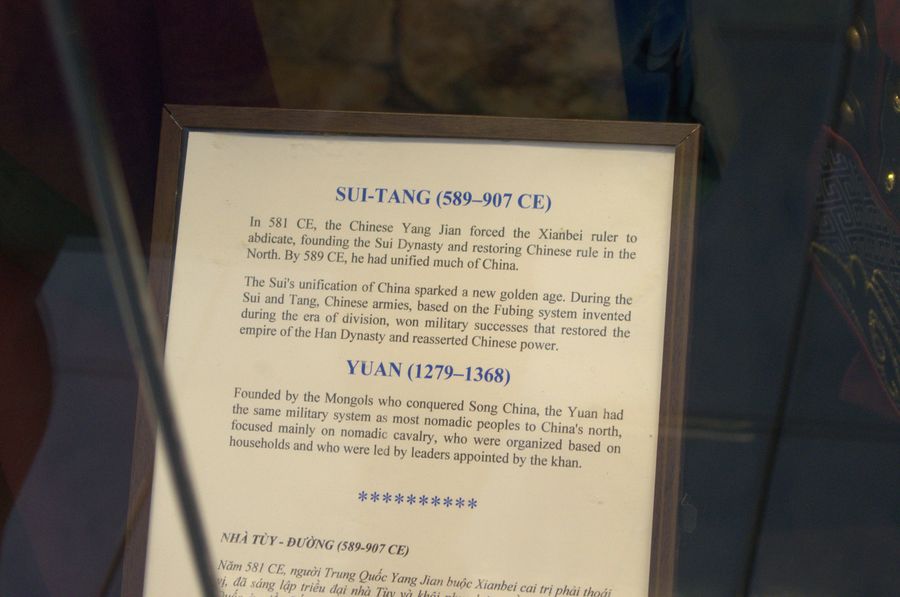 SUI-TANG (589–907 CE)
In 581 CE, the Chinese Yang Jian forced the Xianbei ruler to
abdicate, founding the Sui Dynasty and restoring Chinese rule in the
North. By 589 CE, he had unified much of China.
The Sui's unification of China sparked a new golden age. During the
Sui and Tang, Chinese armies, based on the Fubing system invented
during the era of division, won military successes that restored the
empire of the Han Dynasty and reasserted Chinese power.
YUAN (1279–1368)
Founded by the Mongols who conquered Song China, the Yuan had
the same military system as most nomadic peoples to China's north,
focused mainly on nomadic cavalry, who were organized based on
households and who were led by leaders appointed by the khan.
**********
NHÀ TÙY - ĐƯỜNG (589-907 CE)
Năm 581 CE, người Trung Quốc Yang Jian buộc Xianbei cai trị phải thoái
vị, đã sáng lập triều đại nhà Tùy và khôi